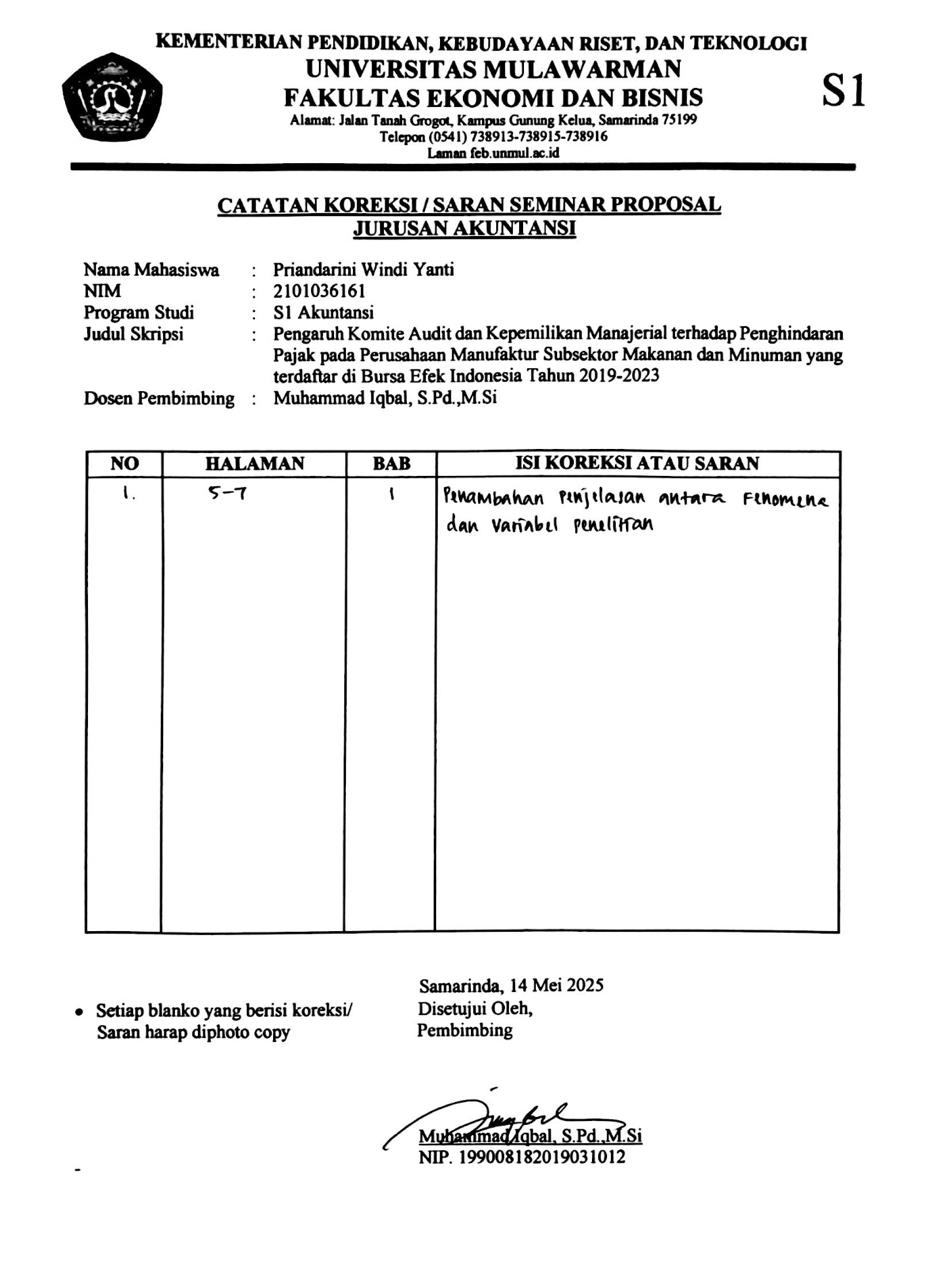 KEMENTERIAN PENDIDIKAN, KEBUDAYAAN RISET, DAN TEKNOLOGI
UNIVERSITAS MULAWARMAN
FAKULTAS EKONOMI DAN BISNIS
Alamat: Jalan Tanah Grogot, Kampus Gunung Kelua, Samarinda 75199
Telepon (0541) 738913-738915-738916
Laman feb.unmul.ac.id
S1
CATATAN KOREKSI / SARAN SEMINAR PROPOSAL
JURUSAN AKUNTANSI
Nama Mahasiswa : Priandarini Windi Yanti
NIM : 2101036161
Program Studi : S1 Akuntansi
Judul Skripsi : Pengaruh Komite Audit dan Kepemilikan Manajerial terhadap Penghindaran
Pajak pada Perusahaan Manufaktur Subsektor Makanan dan Minuman yang
terdaftar di Bursa Efek Indonesia Tahun 2019-2023
Dosen Pembimbing : Muhammad Iqbal, S.Pd.,M.Si
NO HALAMAN BAB ISI KOREKSI ATAU SARAN
1. 5-7 1 Penambahan penjelasan antara Fenomena
dan variabel penelitian
Samarinda, 14 Mei 2025
• Setiap blanko yang berisi koreksi/ Disetujui Oleh,
Saran harap diphoto copy Pembimbing
Muhammad Iqbal, S.Pd.,M.Si
NIP. 199008182019031012
-